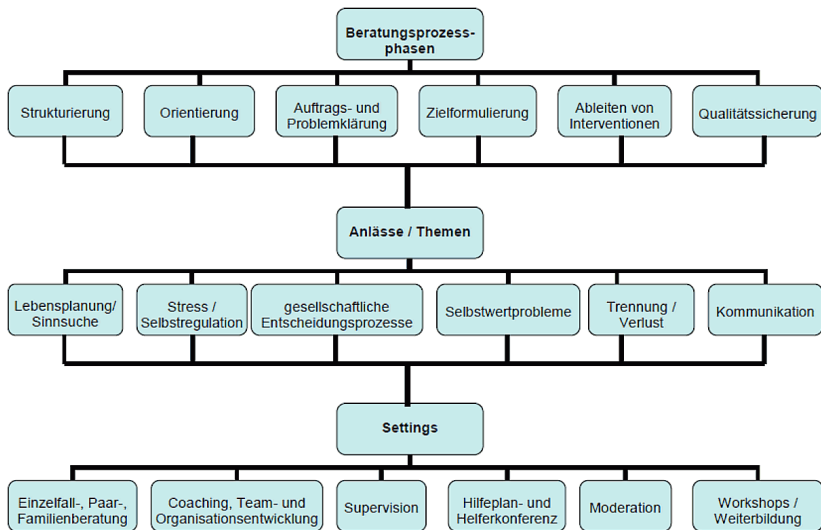 Beratungsprozess-
phasen
Strukturierung
Orientierung
Auftrags- und
Problemklärung
Zielformulierung
Ableiten von
Interventionen
Qualitätssicherung
Anlässe / Themen
Lebensplanung/
Sinnsuche
Stress /
Selbstregulation
gesellschaftliche
Entscheidungsprozesse
Selbstwertprobleme
Trennung /
Verlust
Kommunikation
Settings
Einzelfall-, Paar-,
Familienberatung
Coaching, Team- und
Organisationsentwicklung
Supervision
Hilfeplan- und
Helferkonferenz
Moderation
Workshops /
Weiterbildung